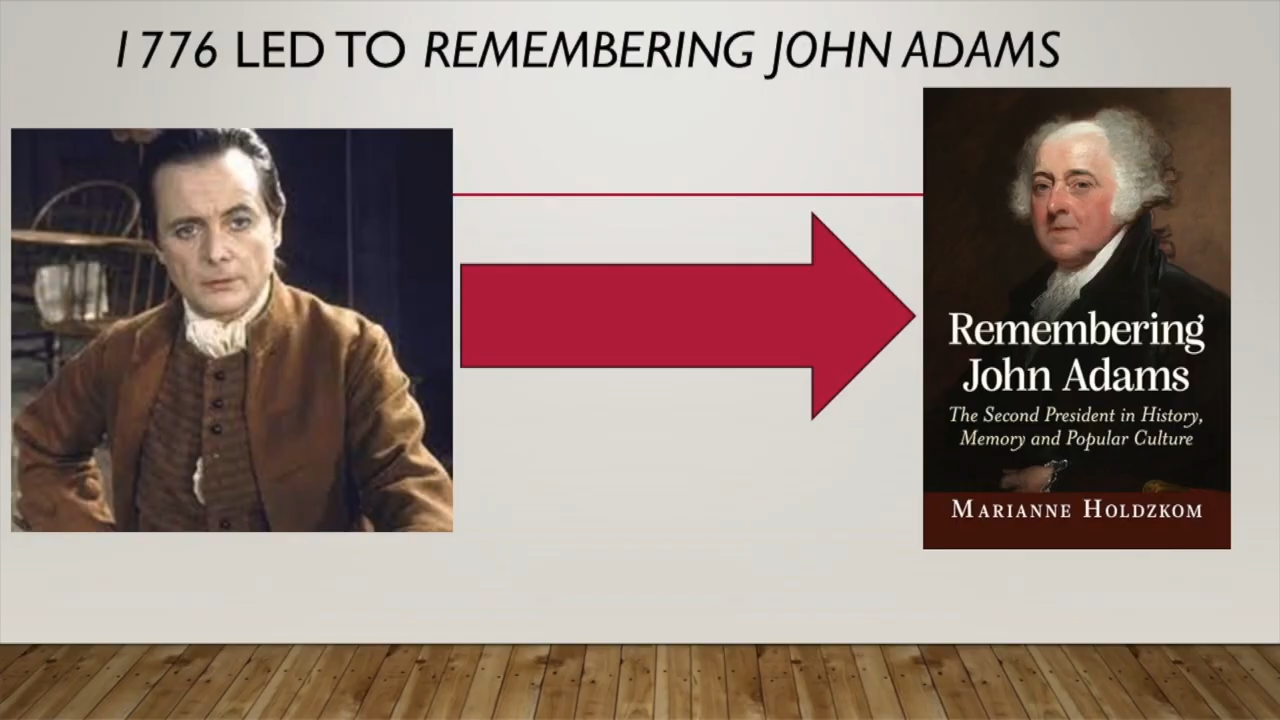 1776 LED TO REMEMBERING JOHN ADAMS
Remembering
John Adams
The Second President in History,
Memory and Popular Culture
MARIANNE HOLDZKOM